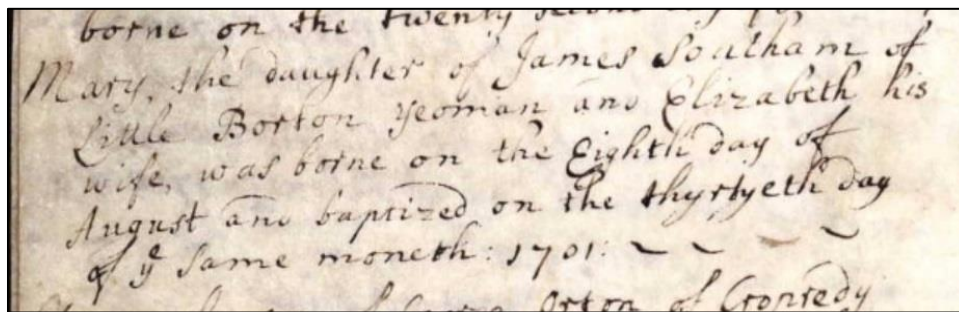 borne on the twenty second day
Mary, the daughter of James Southam of
Little Borton yeoman and Elizabeth his
wife, was borne on the Eighth day of
August and baptized on the thyrtyeth day
of yᵉ same moneth: 1701: ~ ~ ~ ~
Orton of Cropredy